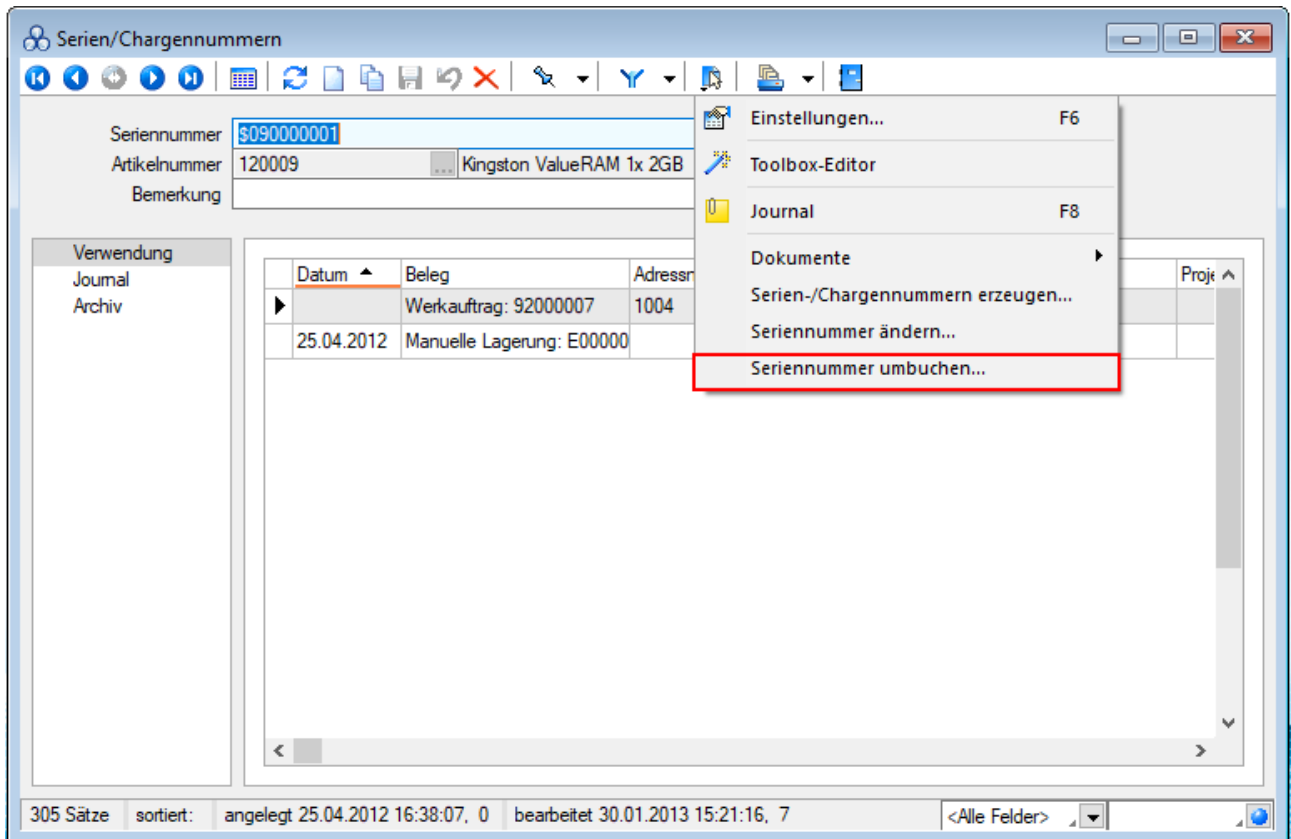 Serien/Chargennummern
Einstellungen... F6
Toolbox-Editor
Journal F8
Dokumente
Serien-/Chargennummern erzeugen...
Seriennummer ändern...
Seriennummer umbuchen...
Seriennummer $090000001
Artikelnummer 120009 ... Kingston ValueRAM 1x 2GB
Bemerkung
Verwendung
Journal
Archiv
Datum Beleg Adressn Proje
Werkauftrag: 92000007 1004
25.04.2012 Manuelle Lagerung: E00000
305 Sätze sortiert: angelegt 25.04.2012 16:38:07, 0 bearbeitet 30.01.2013 15:21:16, 7 <Alle Felder>